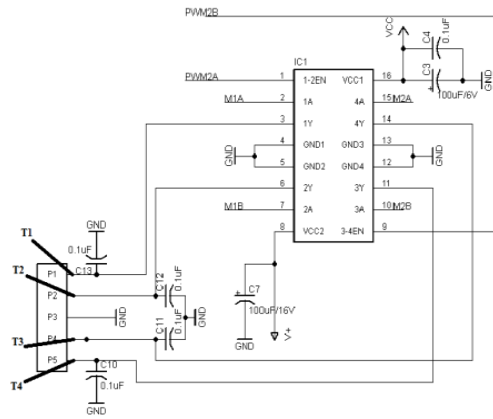 PWM2B
VCC
C4
0.1uF
IC1
PWM2A
1
1-2EN
VCC1
16
C3
100uF/6V
GND
M1A
2
1A
4A
15
M2A
3
1Y
4Y
14
GND
4
GND1
GND3
13
GND
5
GND2
GND4
12
6
2Y
3Y
11
M1B
7
2A
3A
10
M2B
8
VCC2
3-4EN
9
T1
GND
0.1uF
C13
T2
P1
P2
C12
0.1uF
P3
GND
GND
C7
100uF/16V
GND
V+
T3
P4
C11
0.1uF
P5
T4
C10
0.1uF
GND